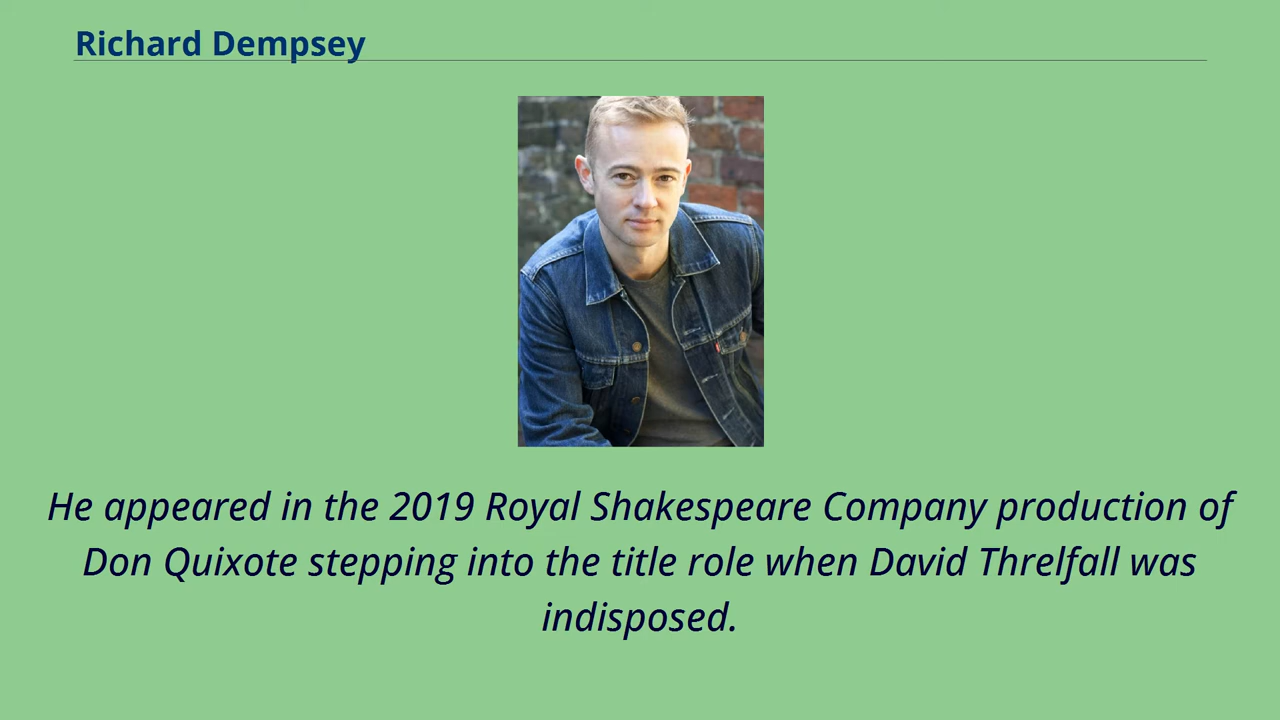 Richard Dempsey
He appeared in the 2019 Royal Shakespeare Company production of
Don Quixote stepping into the title role when David Threlfall was
indisposed.